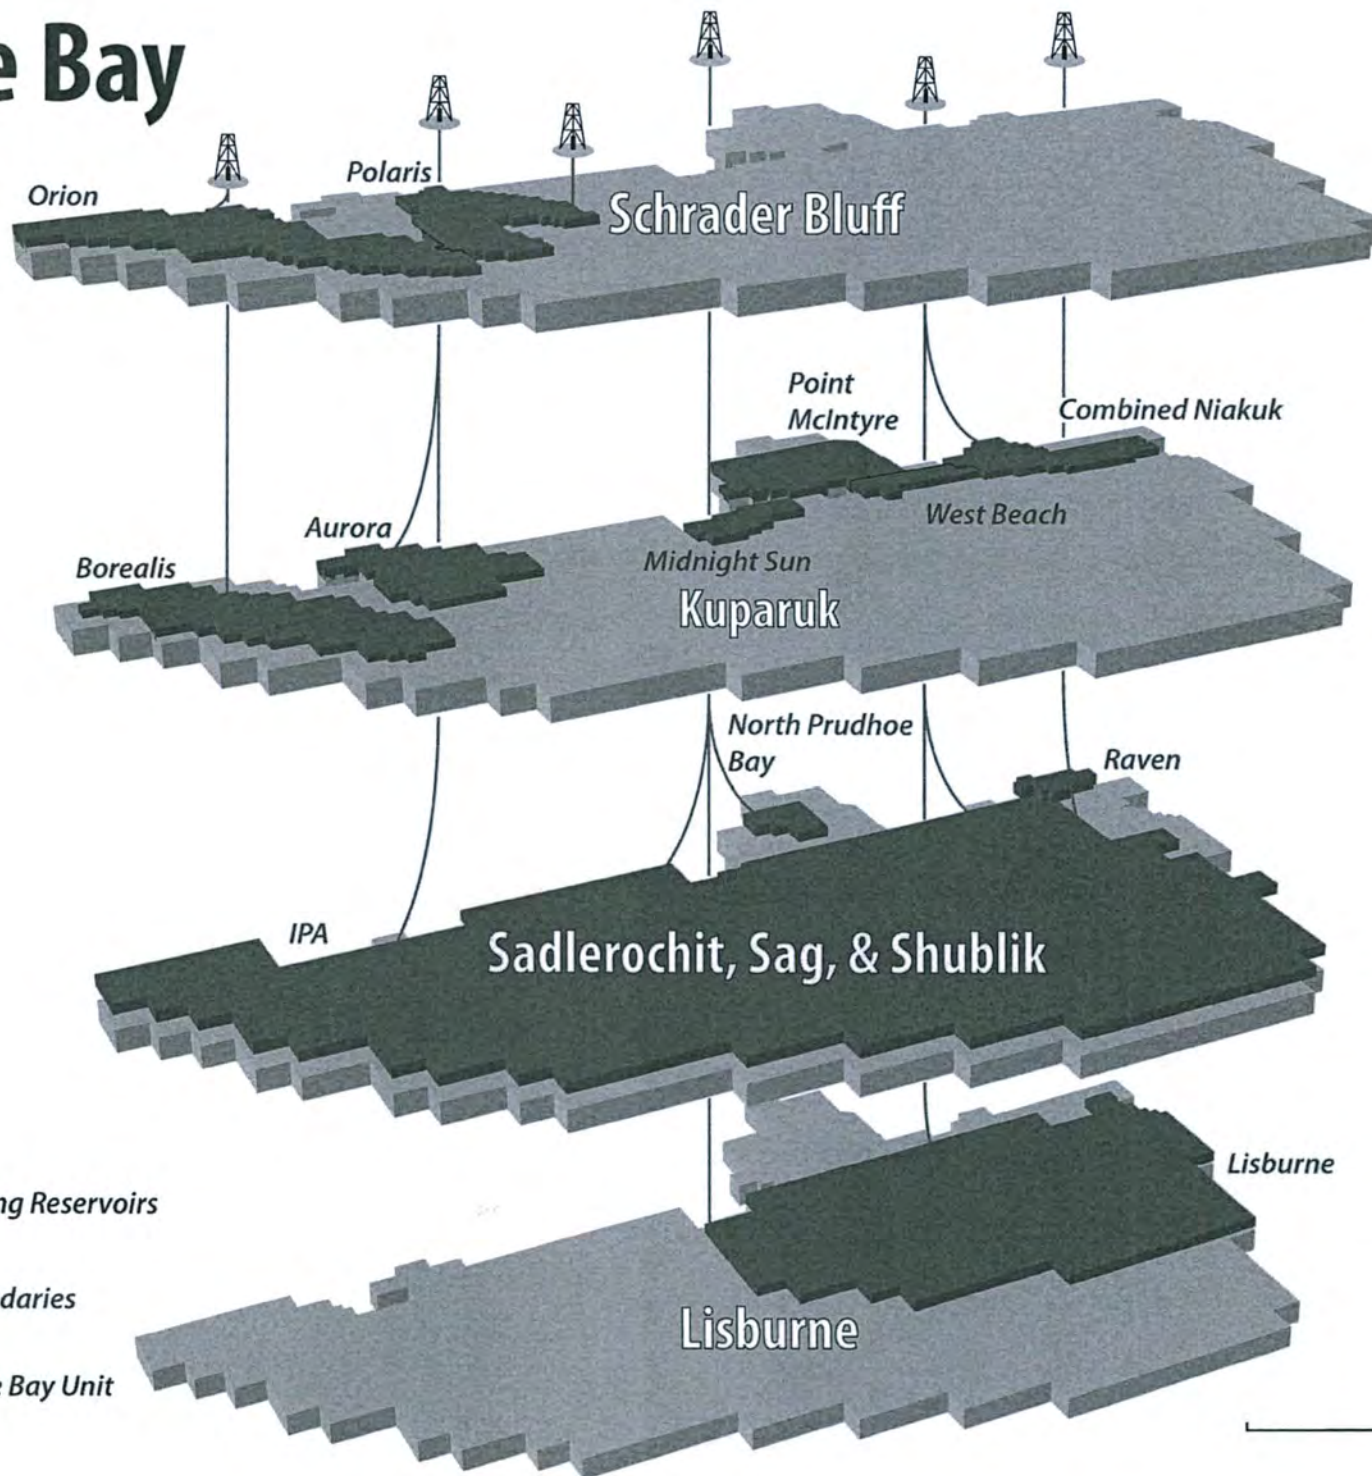 e Bay
Orion
Polaris
Schrader Bluff
Point
McIntyre
Combined Niakuk
West Beach
Aurora
Midnight Sun
Borealis
Kuparuk
North Prudhoe
Bay
Raven
IPA
Sadlerochit, Sag, & Shublik
Lisburne
ng Reservoirs
daries
Lisburne
e Bay Unit